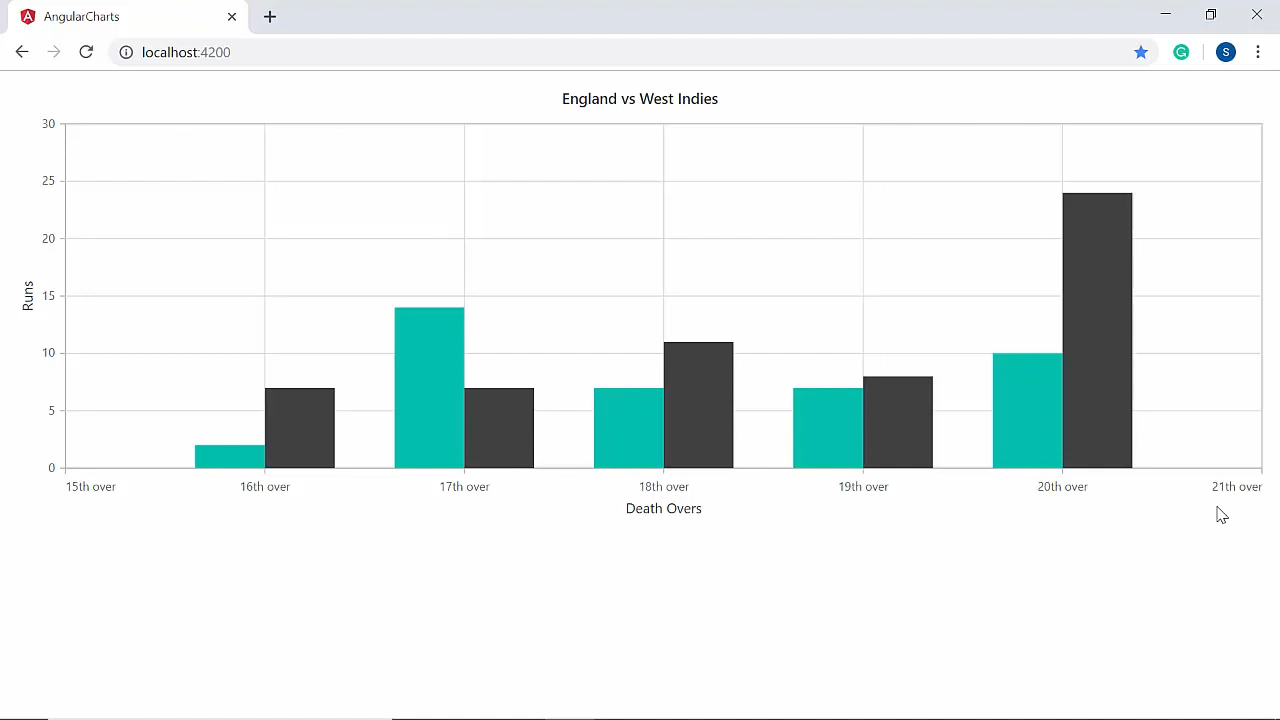 AngularCharts
localhost:4200
S
England vs West Indies
30
25
20
15
10
5
0
Runs
15th over 16th over 17th over 18th over 19th over 20th over 21th over
Death Overs